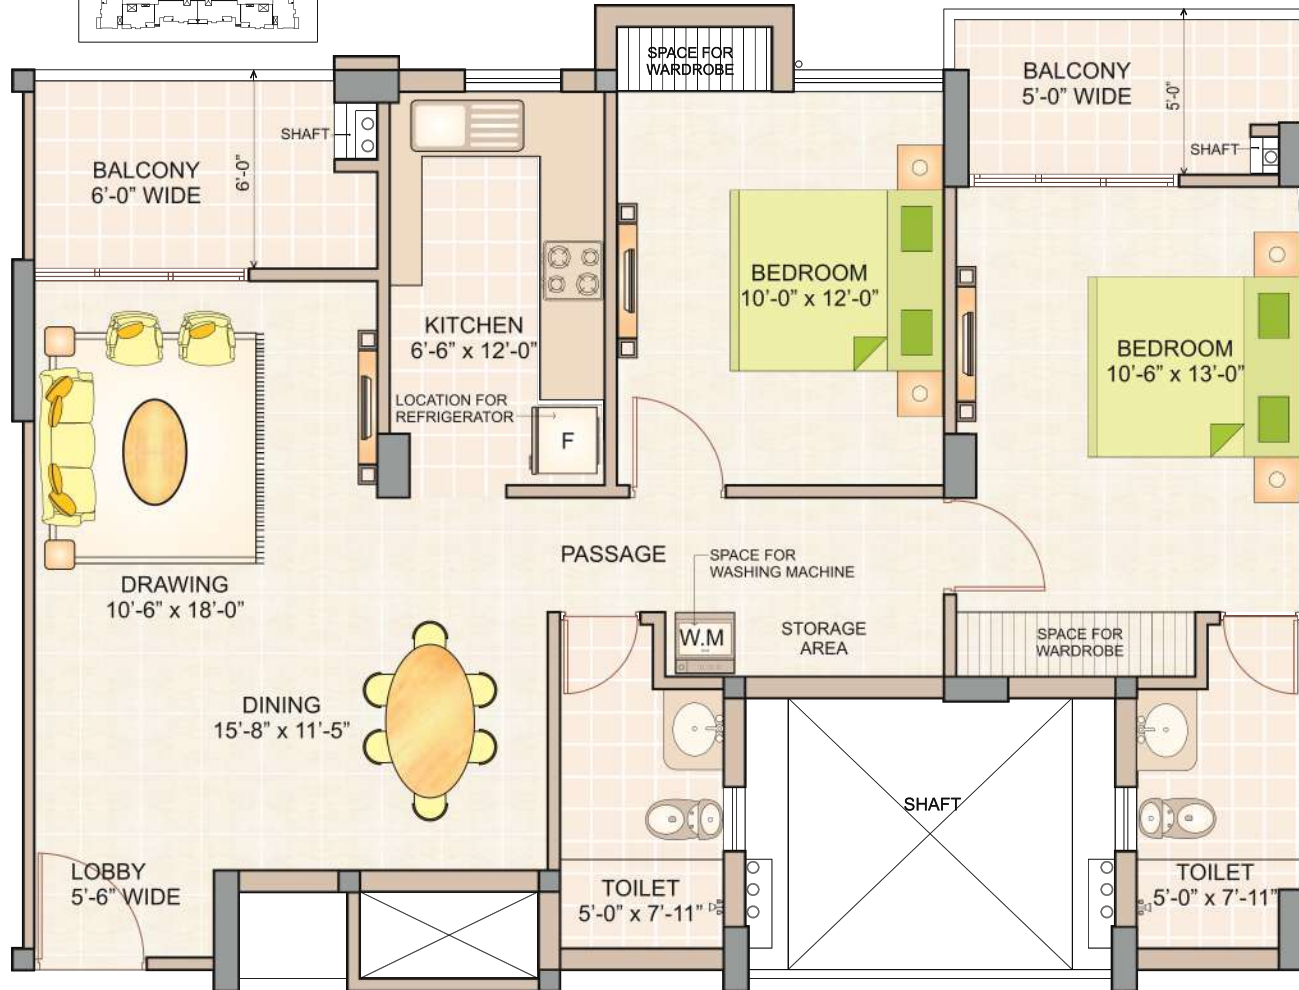 SPACE FOR
WARDROBE
BALCONY
5'-0" WIDE
5'-0"
SHAFT
BALCONY
6'-0" WIDE
6'-0"
SHAFT
BEDROOM
10'-0" x 12'-0"
KITCHEN
6'-6" x 12'-0"
BEDROOM
10'-6" x 13'-0"
LOCATION FOR
REFRIGERATOR
F
PASSAGE
SPACE FOR
WASHING MACHINE
DRAWING
10'-6" x 18'-0"
W.M
STORAGE
AREA
SPACE FOR
WARDROBE
DINING
15'-8" x 11'-5"
SHAFT
LOBBY
5'-6" WIDE
TOILET
5'-0" x 7'-11"
TOILET
5'-0" x 7'-11"